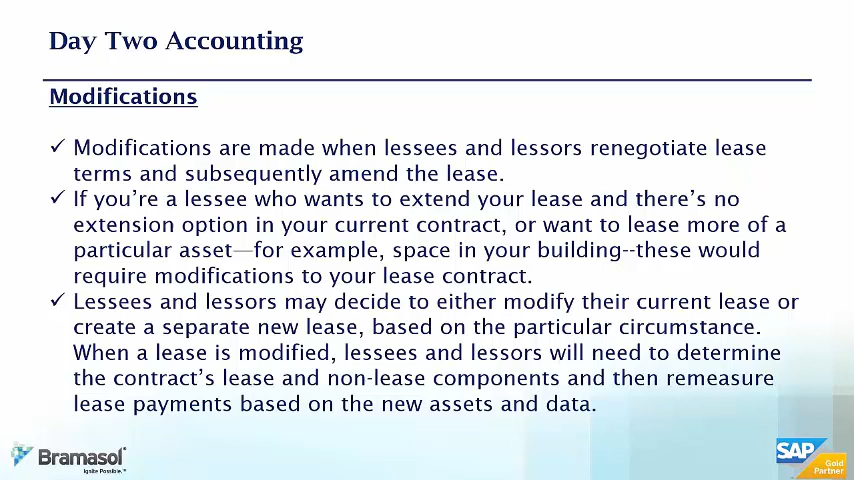 Day Two Accounting
Modifications
✓ Modifications are made when lessees and lessors renegotiate lease
terms and subsequently amend the lease.
✓ If you're a lessee who wants to extend your lease and there's no
extension option in your current contract, or want to lease more of a
particular asset—for example, space in your building--these would
require modifications to your lease contract.
✓ Lessees and lessors may decide to either modify their current lease or
create a separate new lease, based on the particular circumstance.
When a lease is modified, lessees and lessors will need to determine
the contract's lease and non-lease components and then remeasure
lease payments based on the new assets and data.
Bramasol
Ignite Possible.™
SAP
Gold
Partner